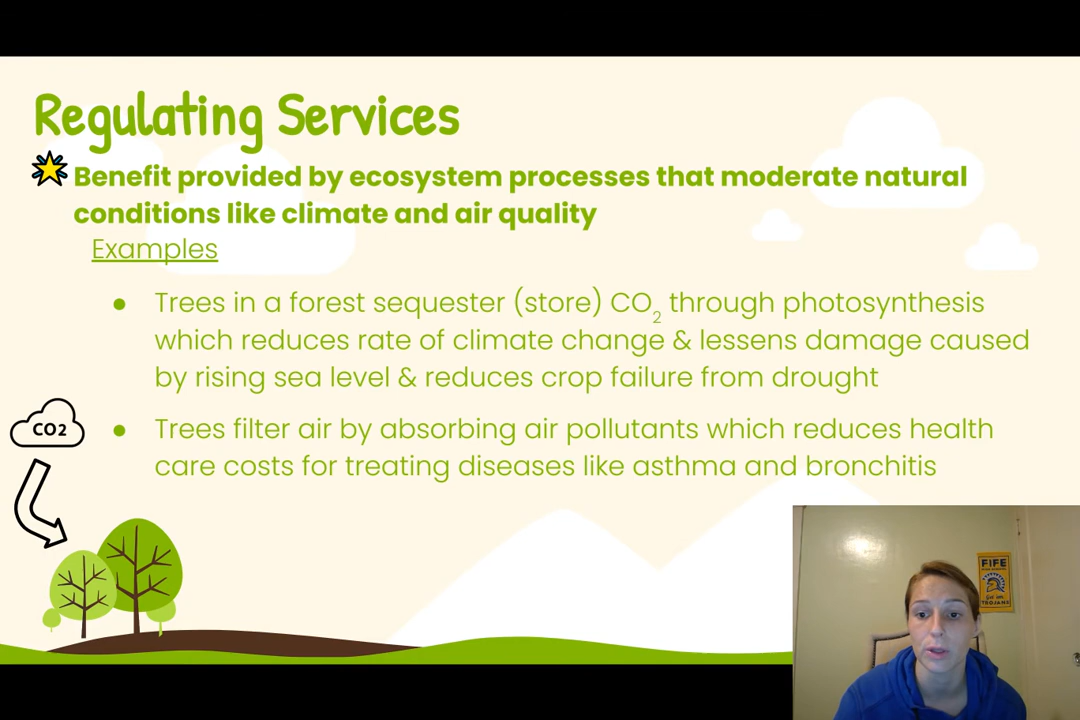 Regulating Services
Benefit provided by ecosystem processes that moderate natural
conditions like climate and air quality
Examples
● Trees in a forest sequester (store) CO₂ through photosynthesis
which reduces rate of climate change & lessens damage caused
by rising sea level & reduces crop failure from drought
● Trees filter air by absorbing air pollutants which reduces health
care costs for treating diseases like asthma and bronchitis
CO2
FIFE
TROJANS